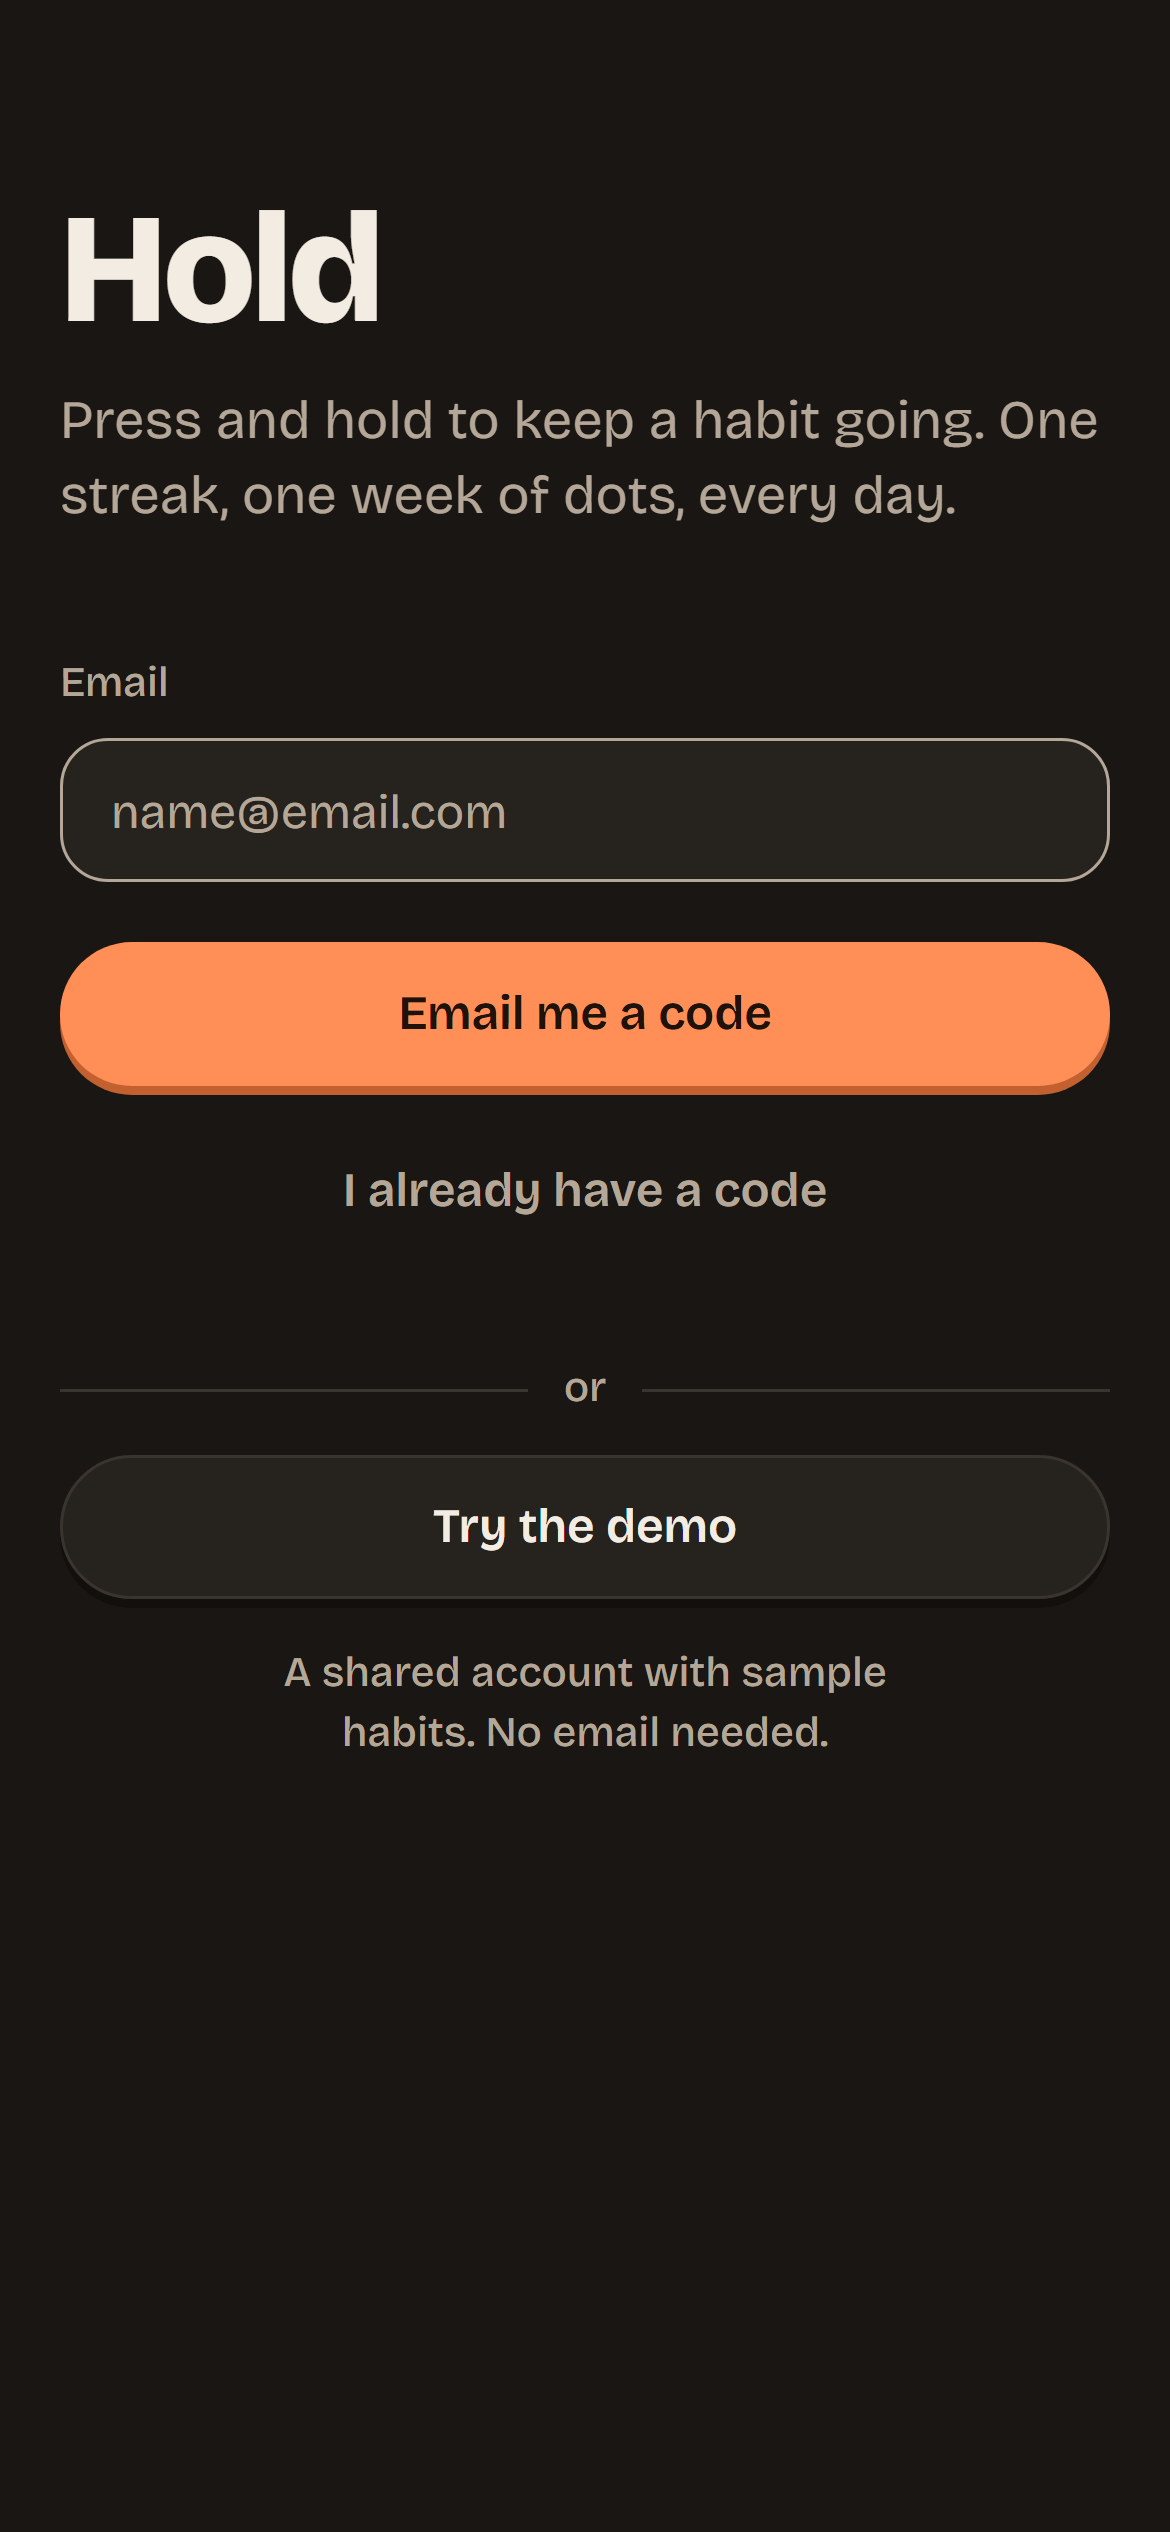 Hold
Press and hold to keep a habit going. One
streak, one week of dots, every day.
Email
name@email.com
Email me a code
I already have a code
or
Try the demo
A shared account with sample
habits. No email needed.